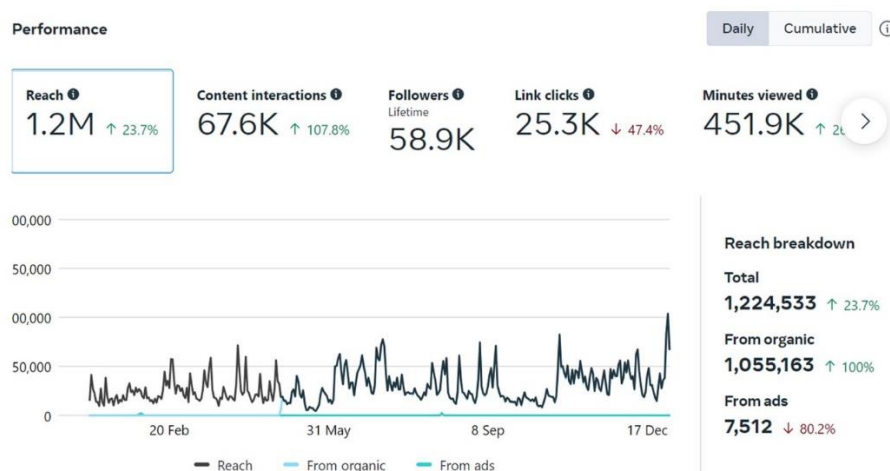 Performance
Daily Cumulative
Reach
1.2M ↑ 23.7%
Content interactions
67.6K ↑ 107.8%
Followers
Lifetime
58.9K
Link clicks
25.3K ↓ 47.4%
Minutes viewed
451.9K ↑
00,000
50,000
00,000
50,000
0
20 Feb 31 May 8 Sep 17 Dec
Reach From organic From ads
Reach breakdown
Total
1,224,533 ↑ 23.7%
From organic
1,055,163 ↑ 100%
From ads
7,512 ↓ 80.2%